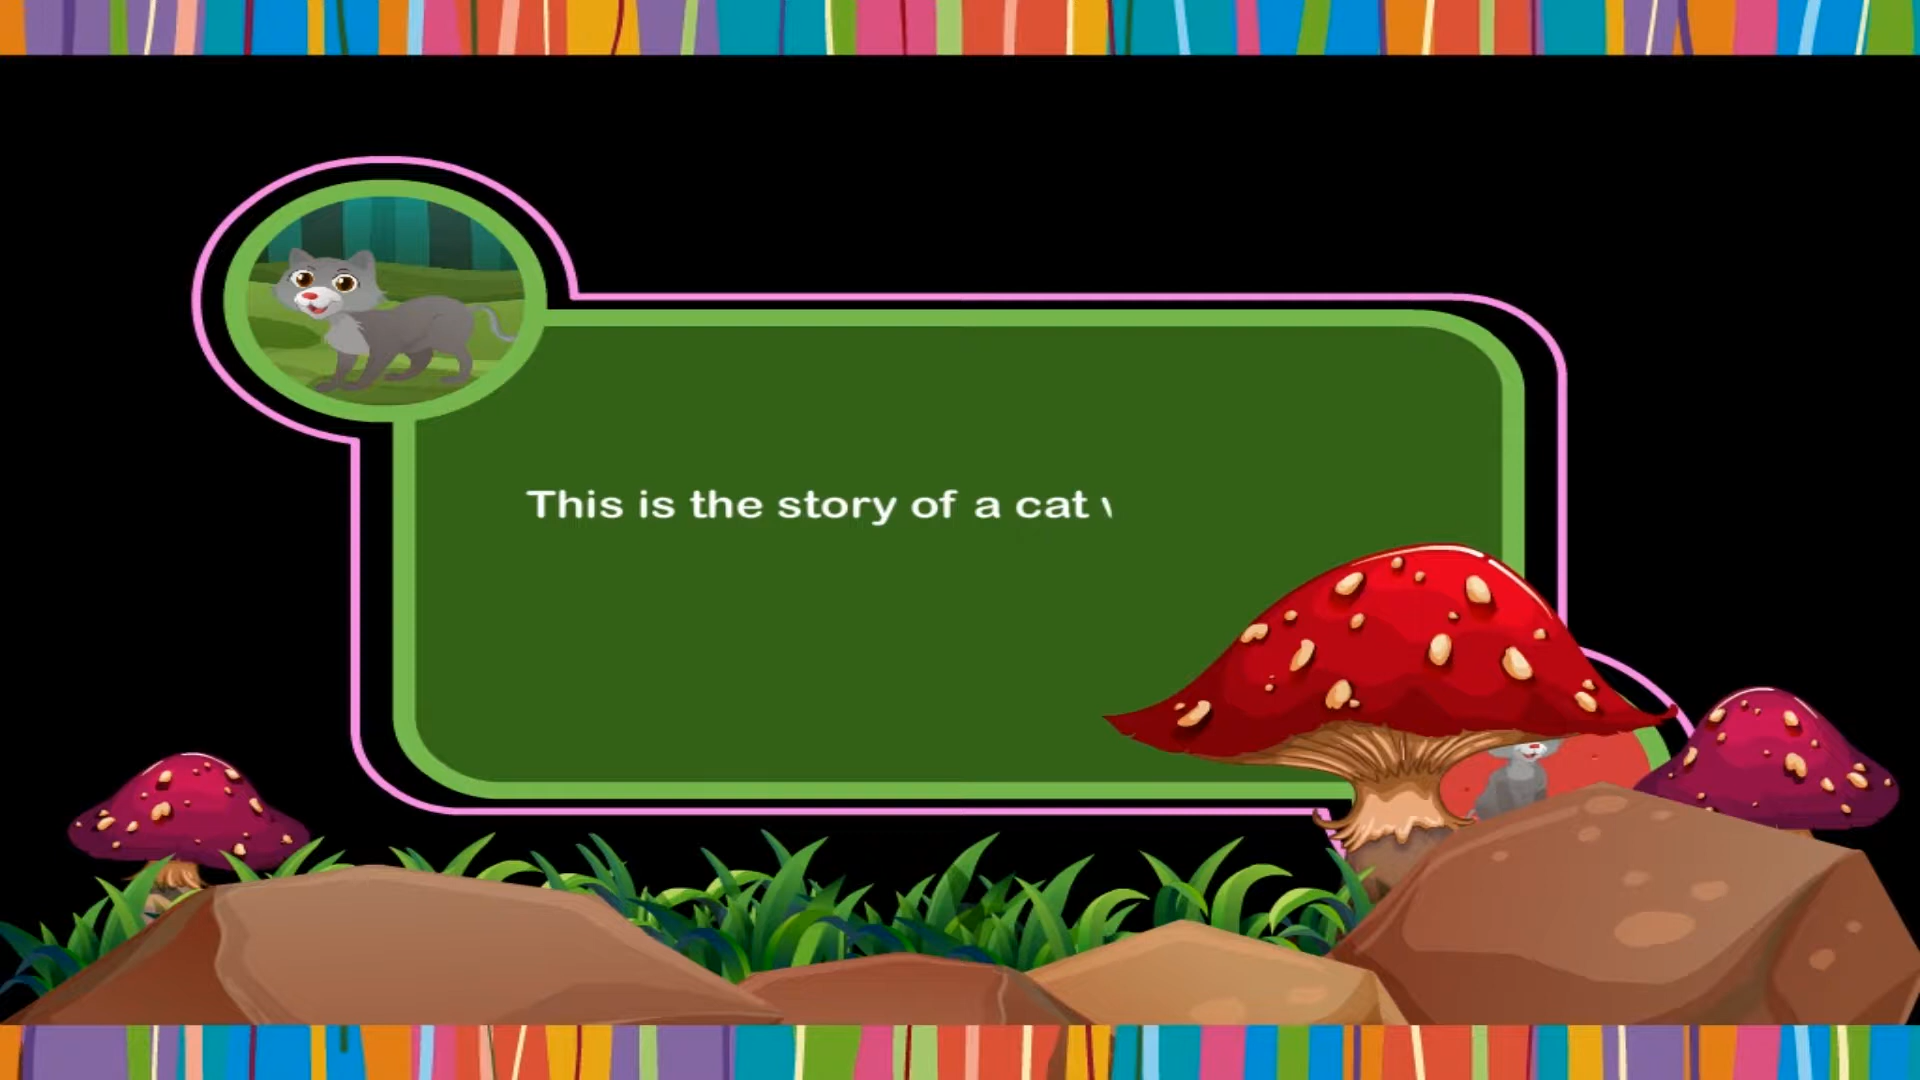 This is the story of a cat